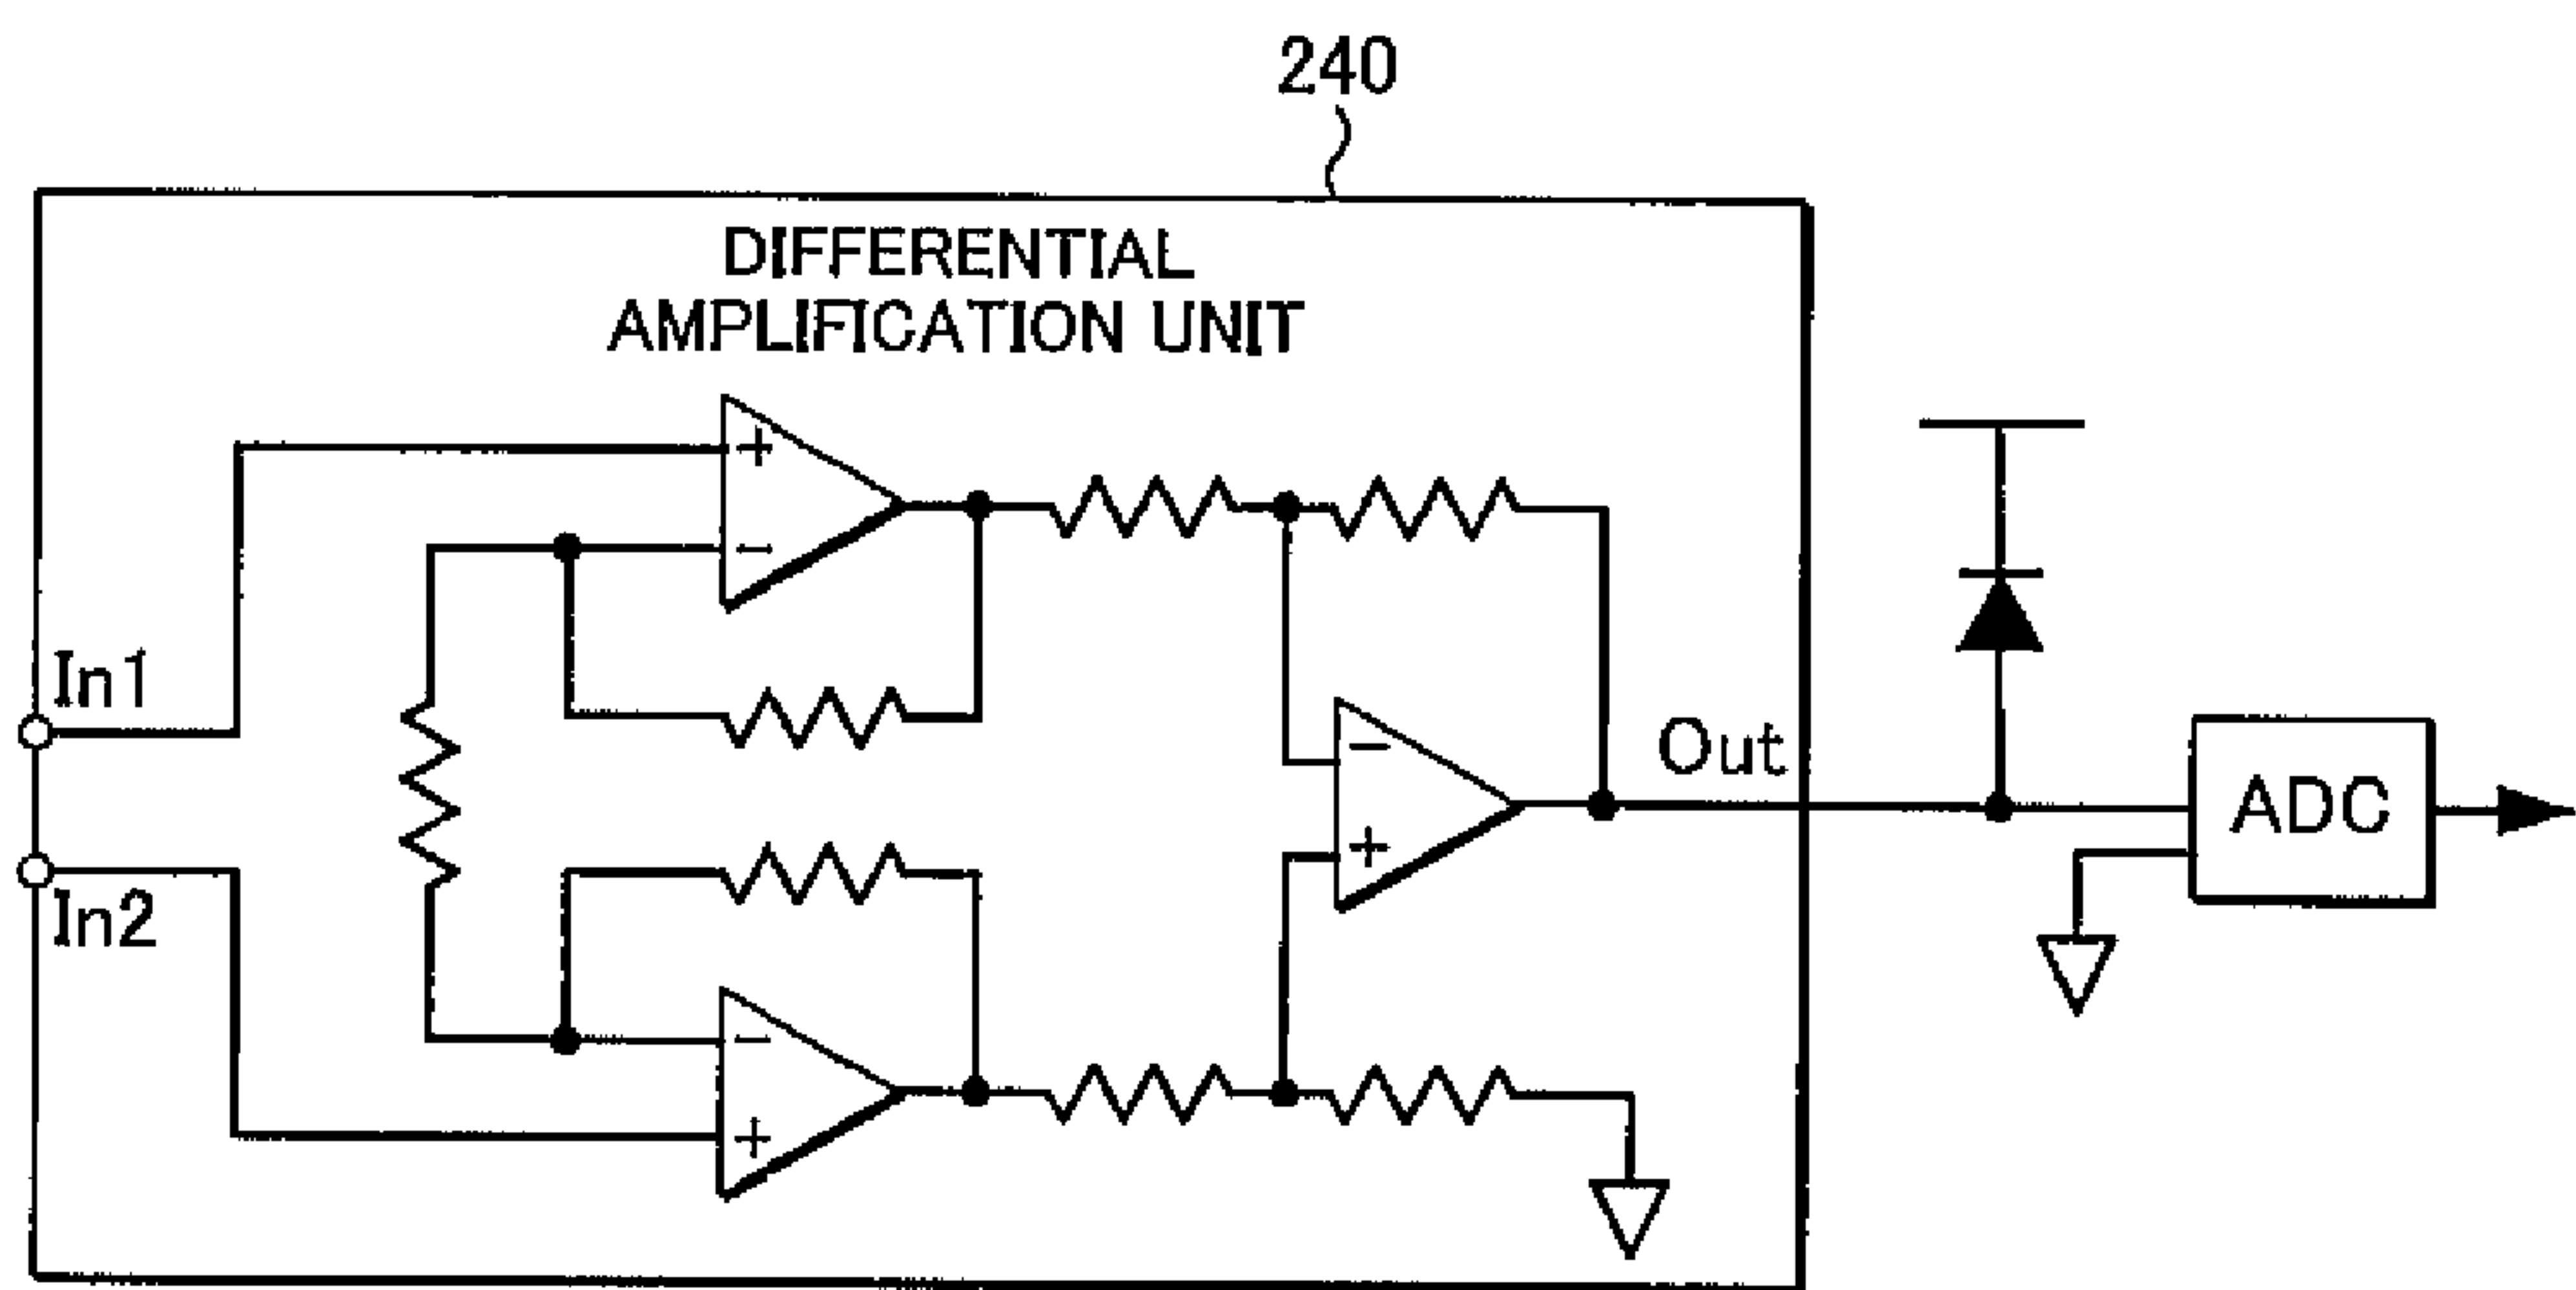 240
DIFFERENTIAL
AMPLIFICATION UNIT
+
−
In1
Out
−
+
ADC
In2
−
+